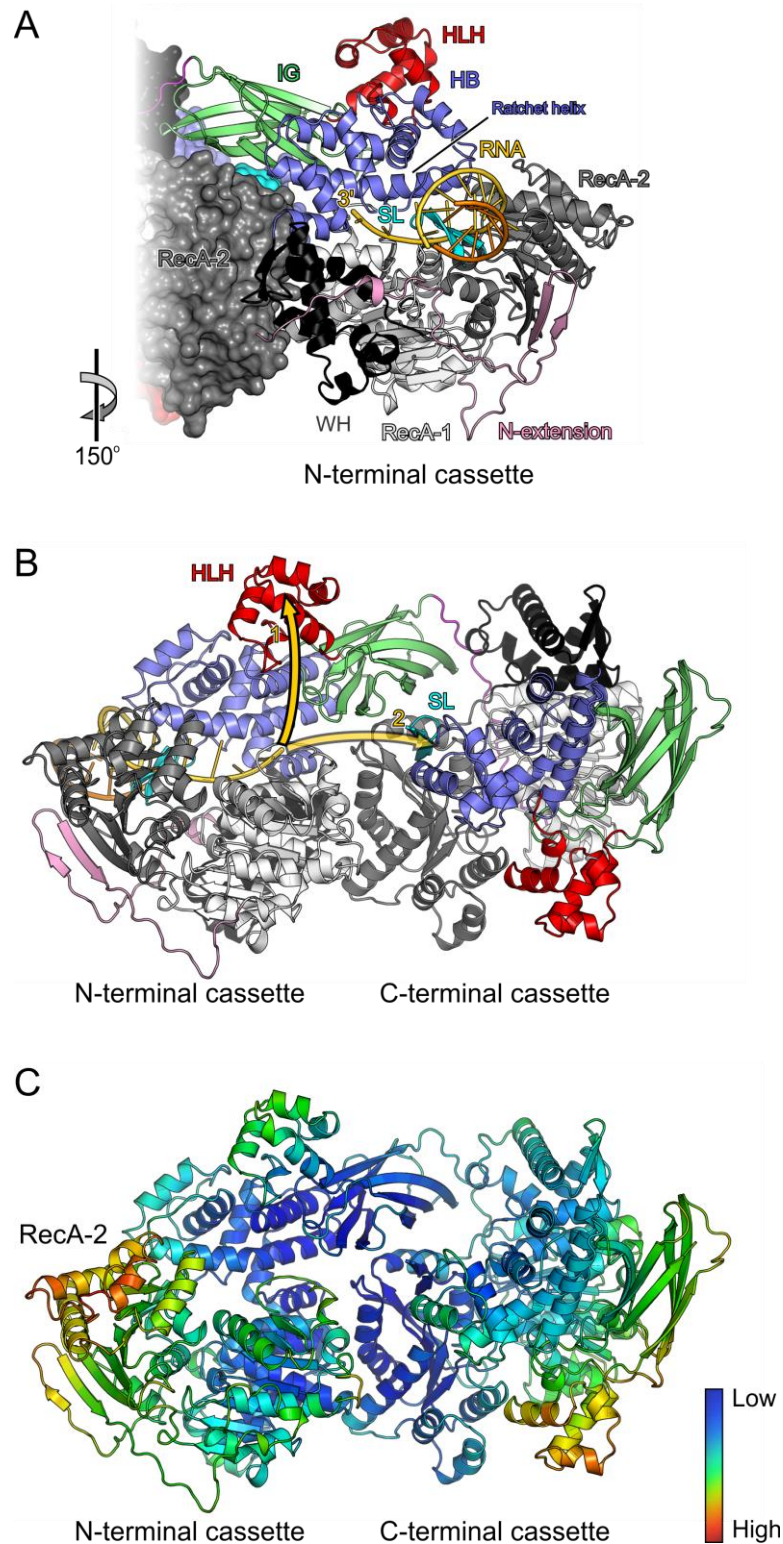 A
HLH
IG
HB
Ratchet helix
RNA
RecA-2
3'
SL
RecA-2
WH
RecA-1
N-extension
150°
N-terminal cassette
B
HLH
1
SL
2
N-terminal cassette C-terminal cassette
C
RecA-2
Low
High
N-terminal cassette C-terminal cassette